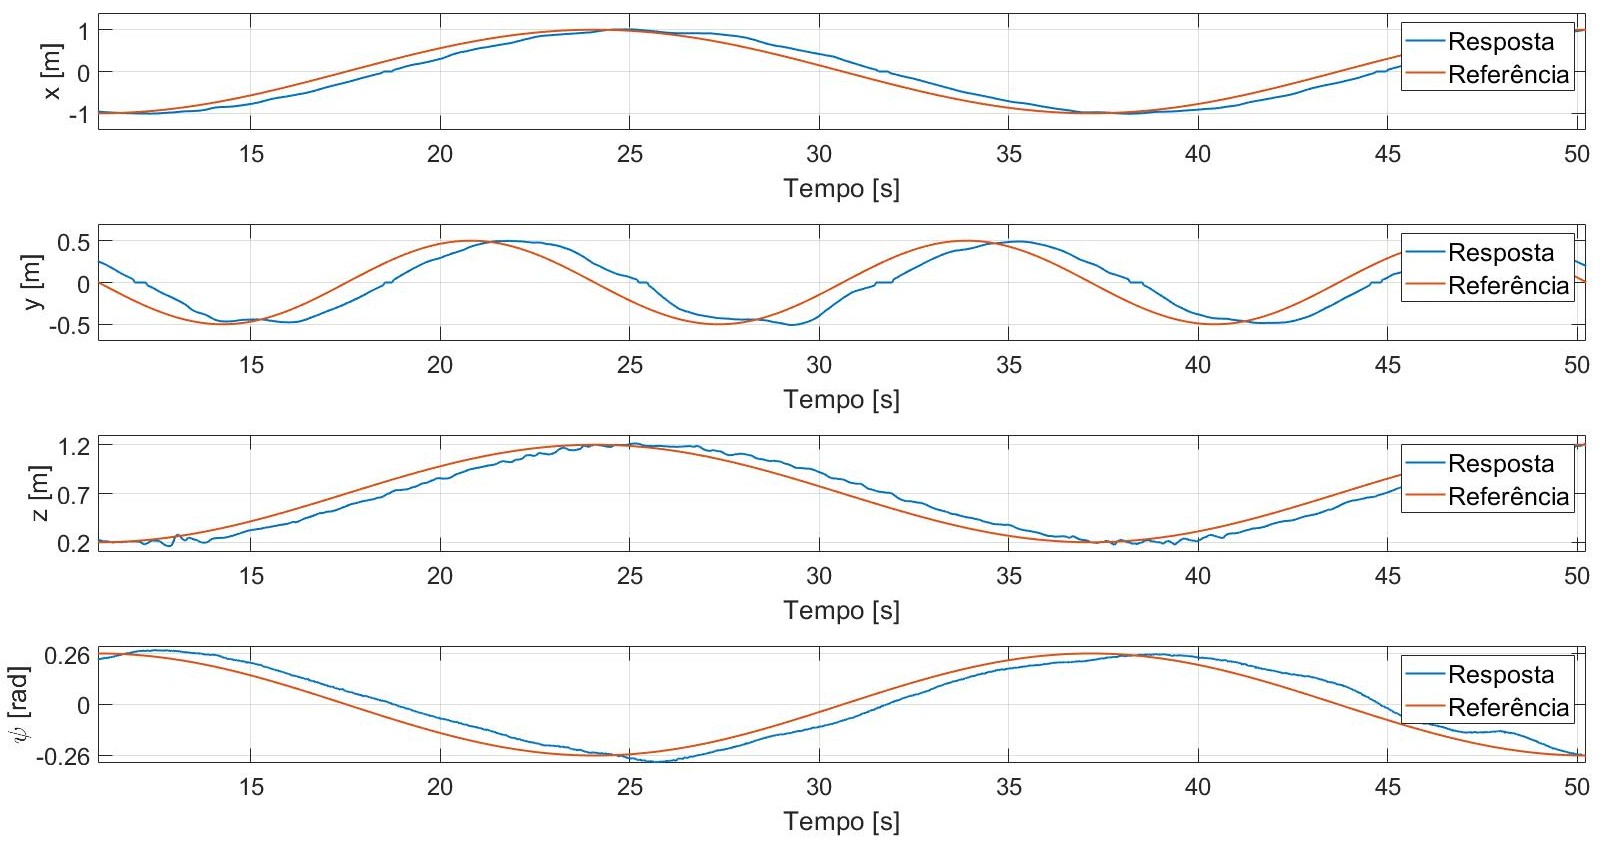 x [m]
1
0
-1
Resposta
Referência
15 20 25 30 35 40 45 50
Tempo [s]
y [m]
0.5
0
-0.5
Resposta
Referência
15 20 25 30 35 40 45 50
Tempo [s]
z [m]
1.2
0.7
0.2
Resposta
Referência
15 20 25 30 35 40 45 50
Tempo [s]
ψ [rad]
0.26
0
-0.26
Resposta
Referência
15 20 25 30 35 40 45 50
Tempo [s]